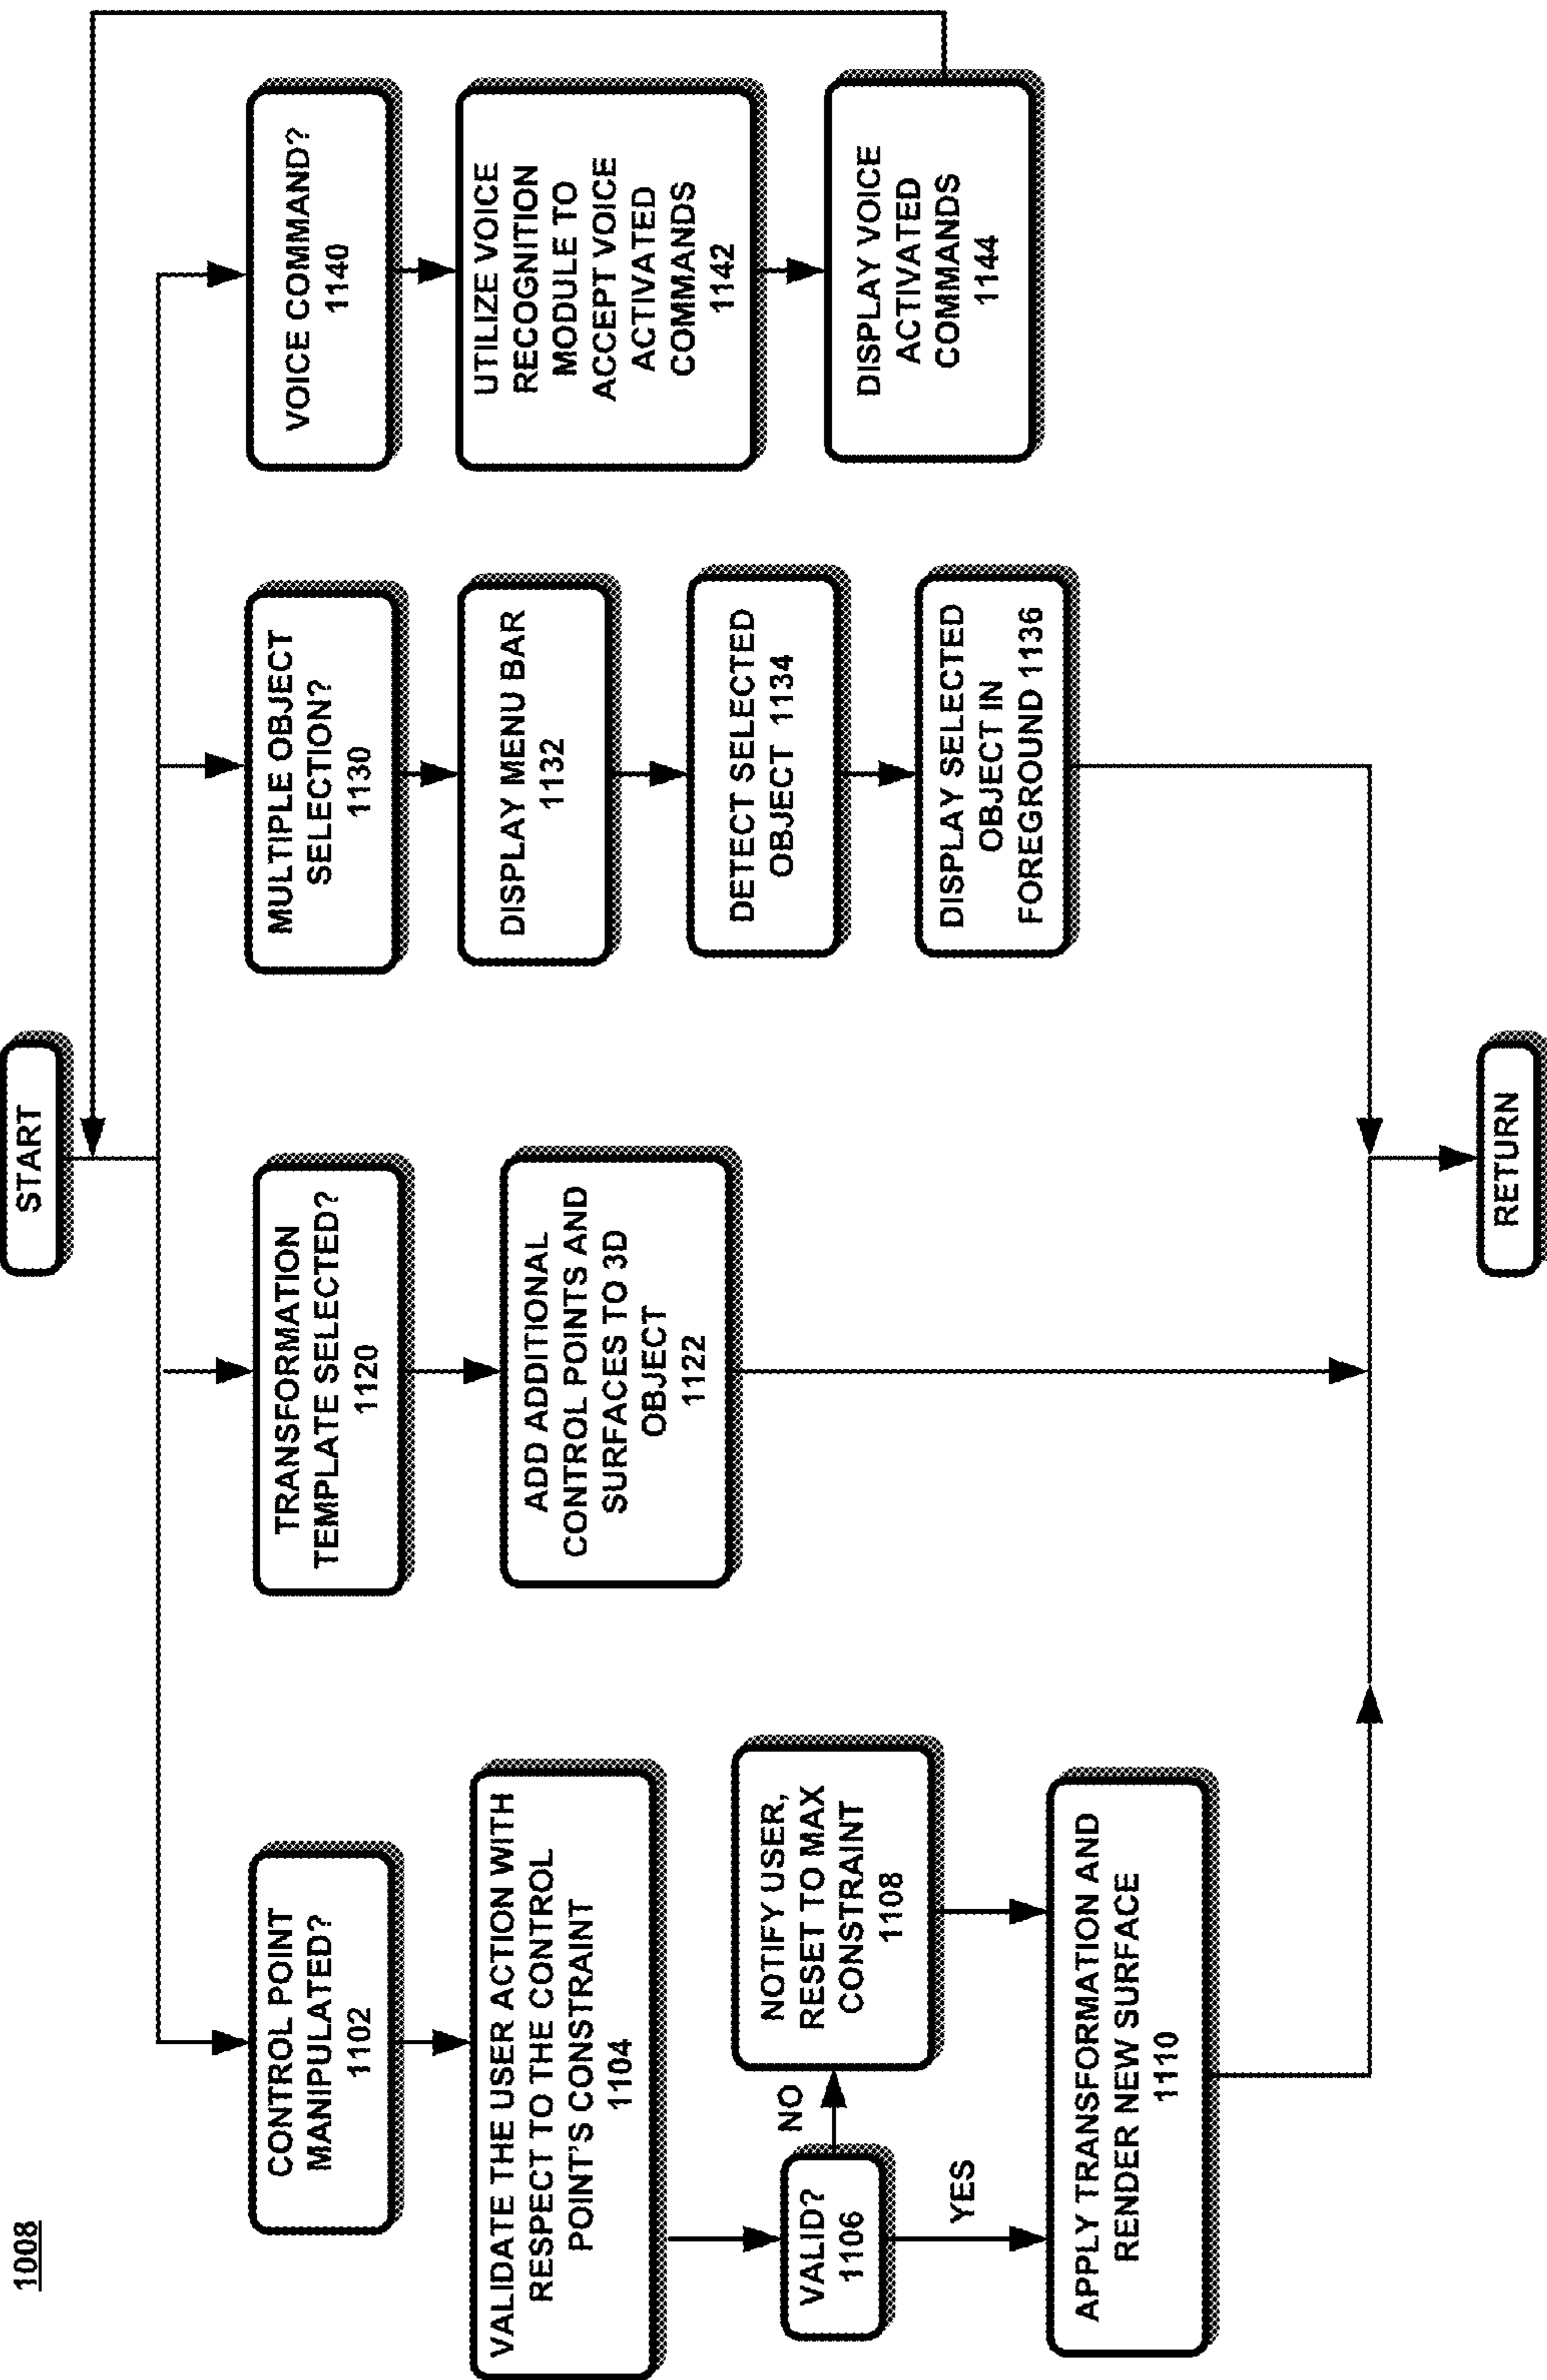 1008
START
CONTROL POINT
MANIPULATED?
1102
VALIDATE THE USER ACTION WITH
RESPECT TO THE CONTROL
POINT'S CONSTRAINT
1104
VALID?
1106
NO
YES
NOTIFY USER,
RESET TO MAX
CONSTRAINT
1108
APPLY TRANSFORMATION AND
RENDER NEW SURFACE
1110
TRANSFORMATION
TEMPLATE SELECTED?
1120
ADD ADDITIONAL
CONTROL POINTS AND
SURFACES TO 3D
OBJECT
1122
MULTIPLE OBJECT
SELECTION?
1130
DISPLAY MENU BAR
1132
DETECT SELECTED
OBJECT 1134
DISPLAY SELECTED
OBJECT IN
FOREGROUND 1136
VOICE COMMAND?
1140
UTILIZE VOICE
RECOGNITION
MODULE TO
ACCEPT VOICE
ACTIVATED
COMMANDS
1142
DISPLAY VOICE
ACTIVATED
COMMANDS
1144
RETURN